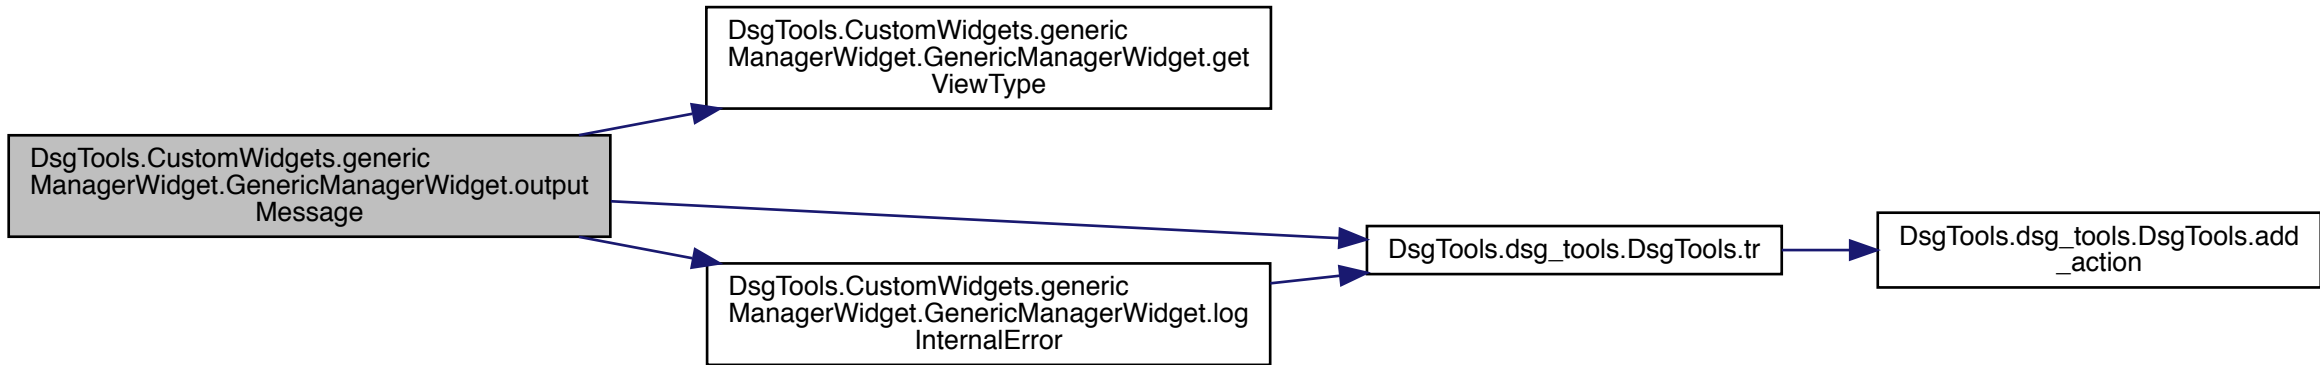 DsgTools.CustomWidgets.generic
ManagerWidget.GenericManagerWidget.output
Message
DsgTools.CustomWidgets.generic
ManagerWidget.GenericManagerWidget.get
ViewType
DsgTools.CustomWidgets.generic
ManagerWidget.GenericManagerWidget.log
InternalError
DsgTools.dsg_tools.DsgTools.tr
DsgTools.dsg_tools.DsgTools.add
_action